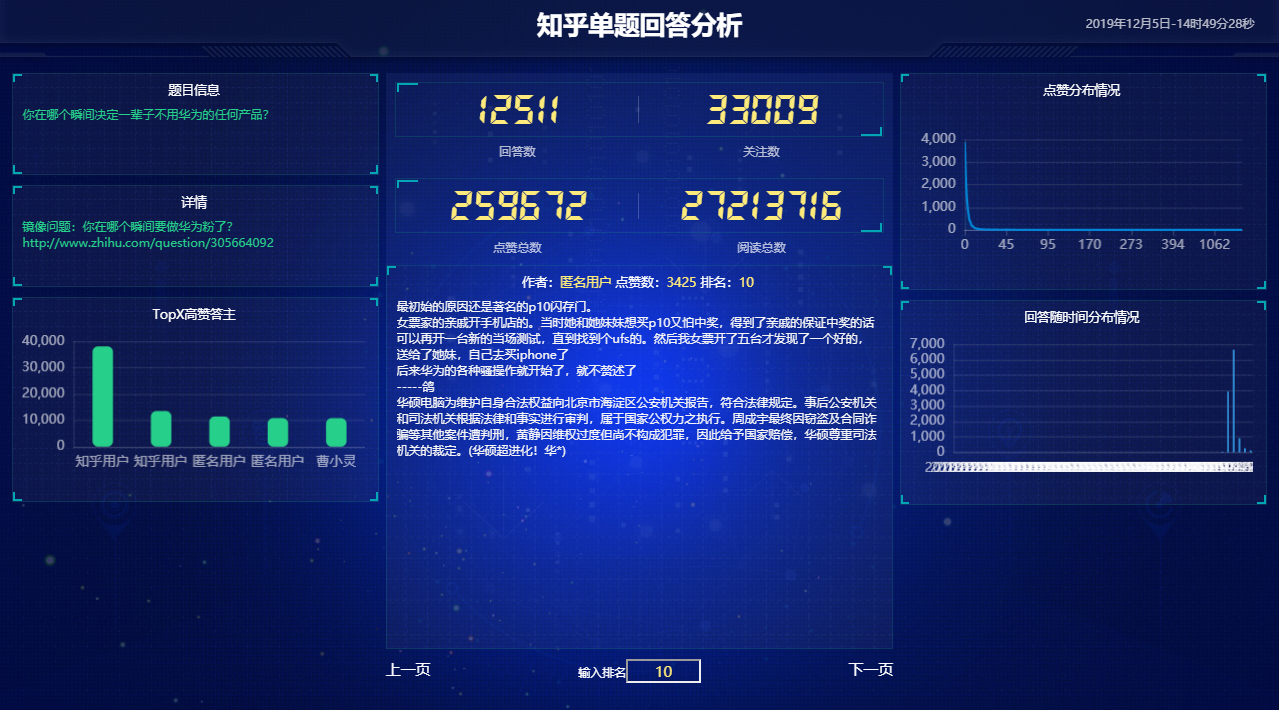 知乎单题回答分析
2019年12月5日-14时49分28秒
题目信息
你在哪个瞬间决定一辈子不用华为的任何产品?
详情
镜像问题：你在哪个瞬间要做华为粉了?
http://www.zhihu.com/question/305664092
TopX高赞答主
40,000
30,000
20,000
10,000
0
知乎用户 知乎用户 匿名用户 匿名用户 曹小灵
12511 33009
回答数 关注数
259672 27213716
点赞总数 阅读总数
作者：匿名用户 点赞数：3425 排名：10
最初始的原因还是著名的p10闪存门。
女票家的亲戚开手机店的。当时她和她妹妹想买p10又怕中奖，得到了亲戚的保证中奖的话
可以再开一台新的当场测试，直到找到个ufs的。然后我女票开了五台才发现了一个好的，
送给了她妹，自己去买iphone了
后来华为的各种骚操作就开始了，就不赘述了
-----鸽
华硕电脑为维护自身合法权益向北京市海淀区公安机关报告，符合法律规定。事后公安机关
和司法机关根据法律和事实进行审判，属于国家公权力之执行。周成宇最终因窃盗及合同诈
骗等其他案件遭判刑，黄静因维权过度但尚不构成犯罪，因此给予国家赔偿，华硕尊重司法
机关的裁定。(华硕超进化！华*)
上一页 输入排名 10 下一页
点赞分布情况
4,000
3,000
2,000
1,000
0
0 45 95 170 273 394 1062
回答随时间分布情况
7,000
6,000
5,000
4,000
3,000
2,000
1,000
0